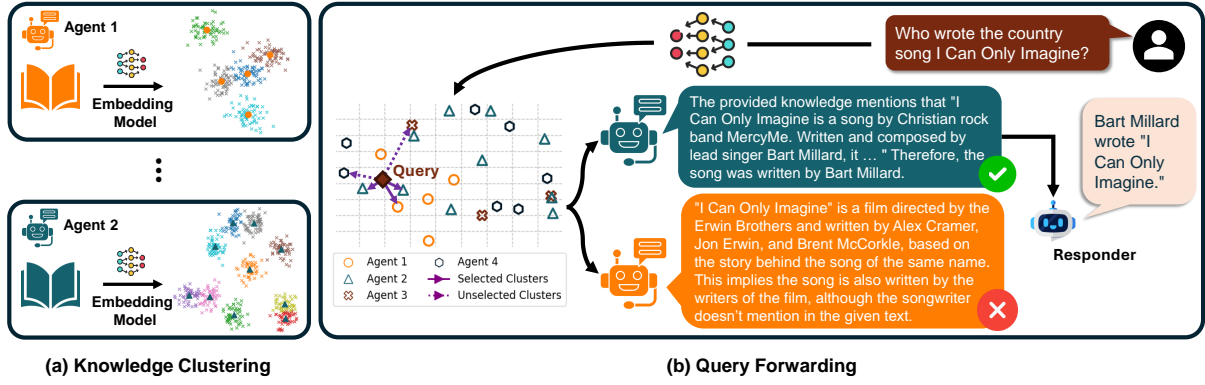 Agent 1
Embedding
Model
Agent 2
Embedding
Model
(a) Knowledge Clustering
Who wrote the country
song I Can Only Imagine?
Query
Agent 1
Agent 2
Agent 3
Agent 4
Selected Clusters
Unselected Clusters
The provided knowledge mentions that "I
Can Only Imagine is a song by Christian rock
band MercyMe. Written and composed by
lead singer Bart Millard, it … " Therefore, the
song was written by Bart Millard.
"I Can Only Imagine" is a film directed by the
Erwin Brothers and written by Alex Cramer,
Jon Erwin, and Brent McCorkle, based on
the story behind the song of the same name.
This implies the song is also written by the
writers of the film, although the songwriter
doesn't mention in the given text.
Bart Millard
wrote "I
Can Only
Imagine."
Responder
(b) Query Forwarding